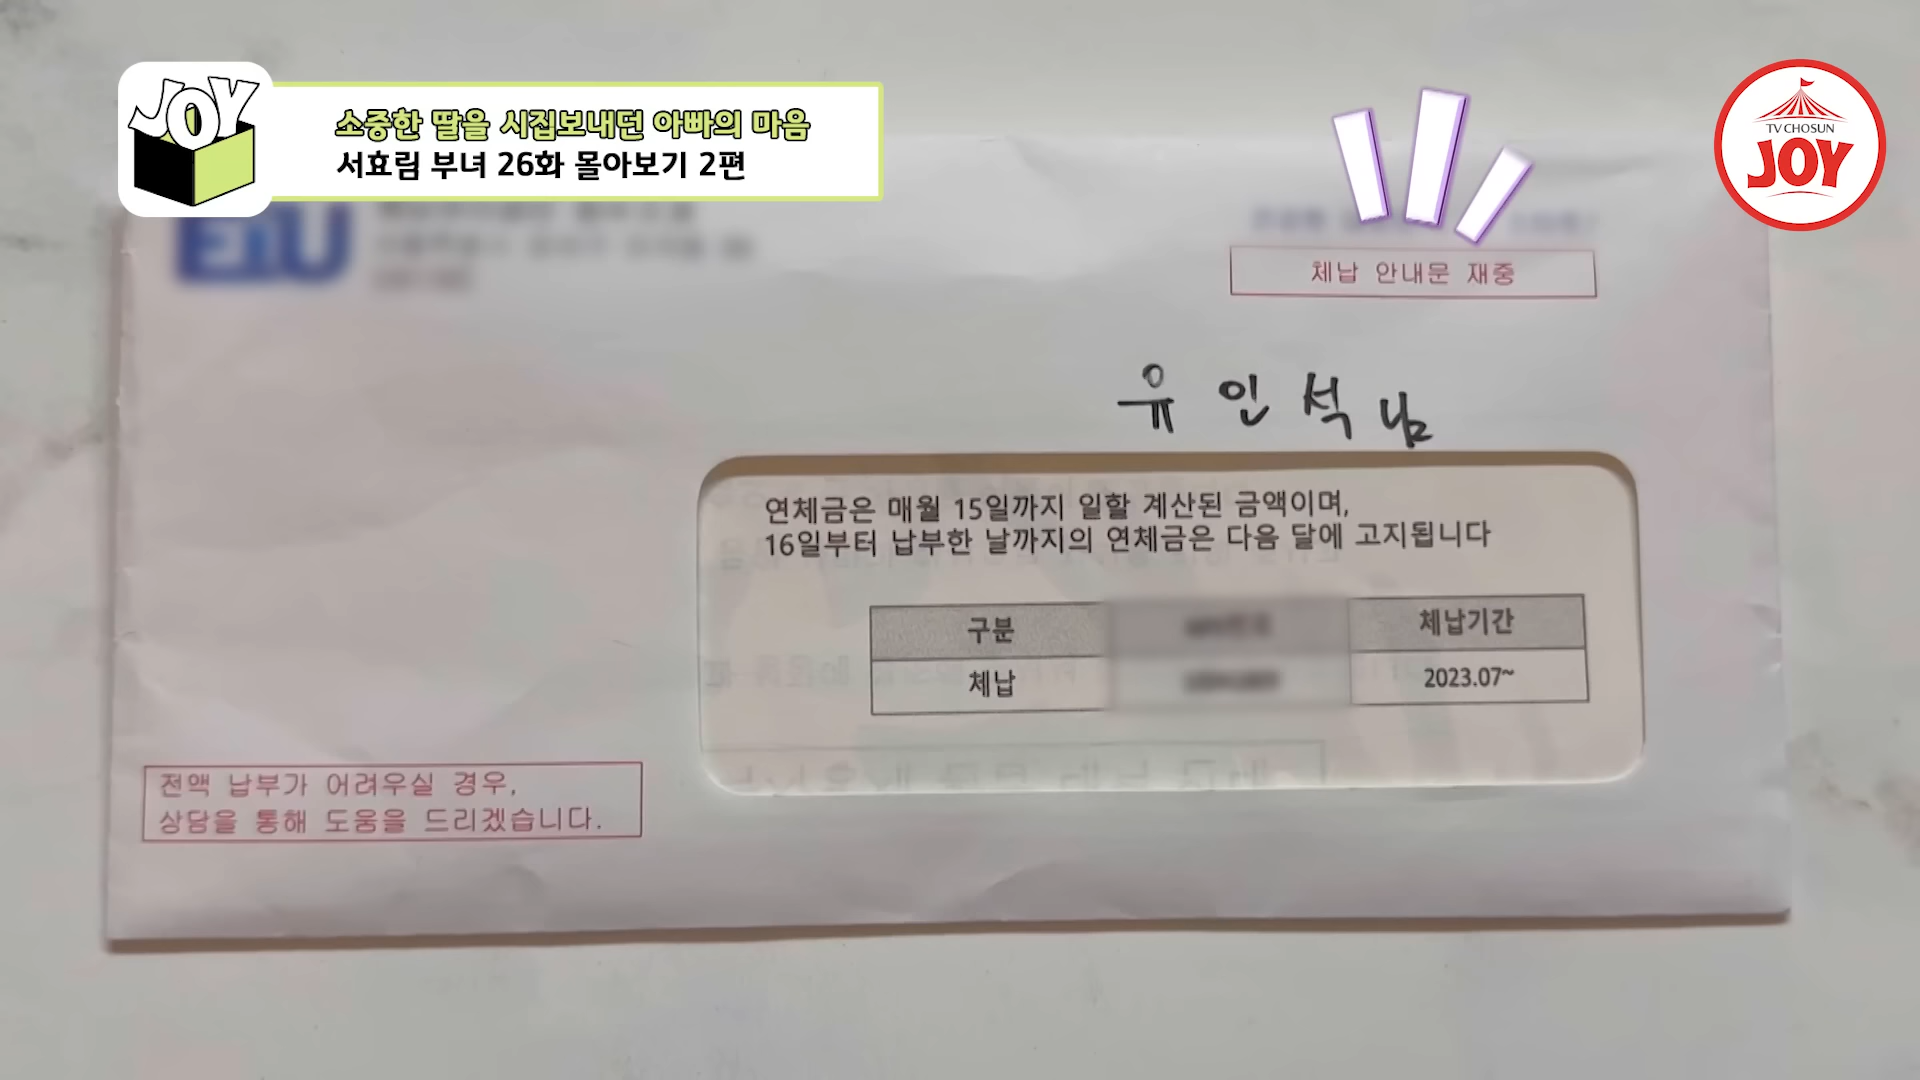 JOY
소중한 딸을 시집보내던 아빠의 마음
서효림 부녀 26화 몰아보기 2편
TV CHOSUN
JOY
체납 안내문 재중
유 인 석 님
연체금은 매월 15일까지 일할 계산된 금액이며,
16일부터 납부한 날까지의 연체금은 다음 달에 고지됩니다
구분 체납기간
체납 2023.07~
전액 납부가 어려우실 경우,
상담을 통해 도움을 드리겠습니다.